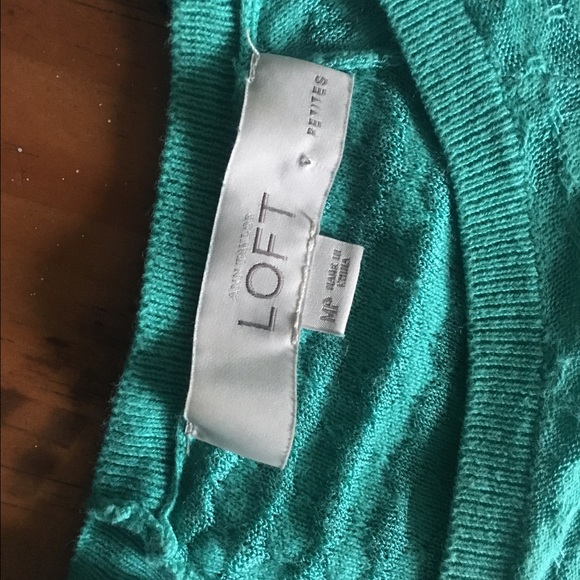 ANN TAYLOR
LOFT
PETITES
MP
MADE IN
CHINA